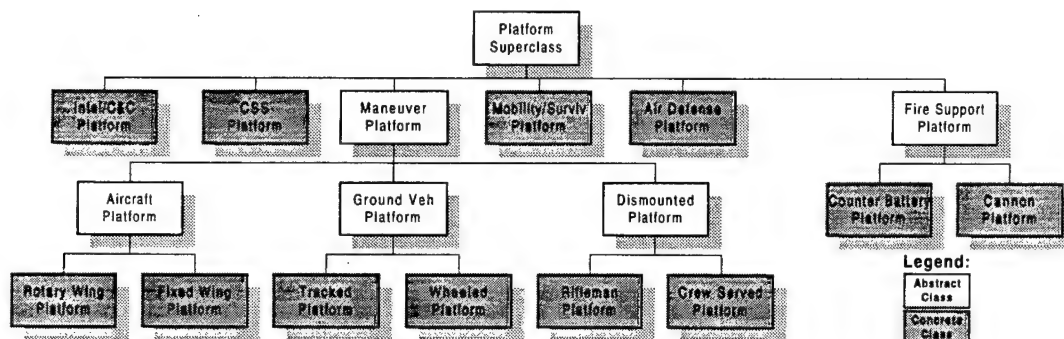 Platform
Superclass
Intel/C&C
Platform
CSS
Platform
Maneuver
Platform
Mobility/Surviv
Platform
Air Defense
Platform
Fire Support
Platform
Aircraft
Platform
Ground Veh
Platform
Dismounted
Platform
Counter Battery
Platform
Cannon
Platform
Rotary Wing
Platform
Fixed Wing
Platform
Tracked
Platform
Wheeled
Platform
Rifleman
Platform
Crew Served
Platform
Legend:
Abstract
Class
Concrete
Class